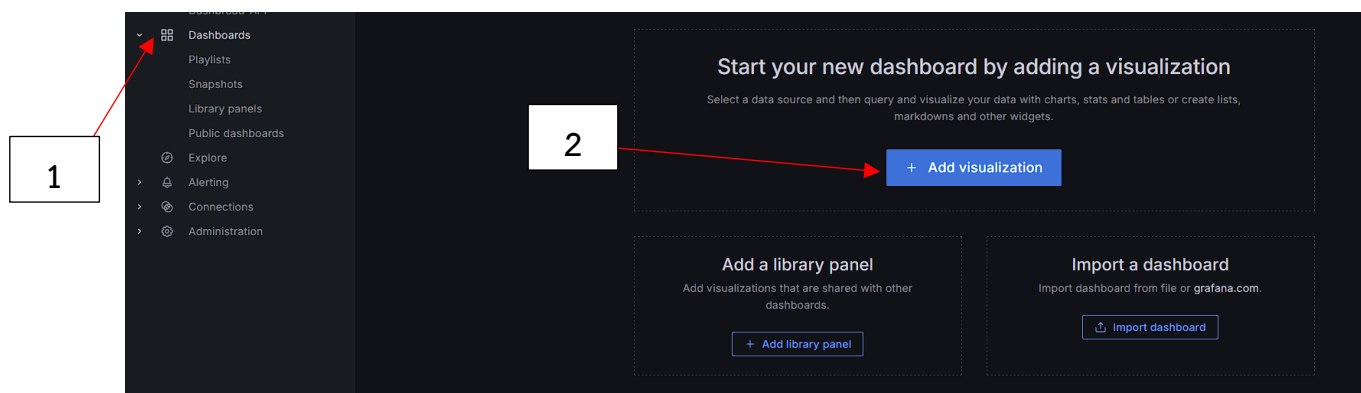 Dashboards
Playlists
Snapshots
Library panels
Public dashboards
Explore
Alerting
Connections
Administration
1
2
Start your new dashboard by adding a visualization
Select a data source and then query and visualize your data with charts, stats and tables or create lists,
markdowns and other widgets.
+ Add visualization
Add a library panel
Add visualizations that are shared with other
dashboards.
+ Add library panel
Import a dashboard
Import dashboard from file or grafana.com.
Import dashboard